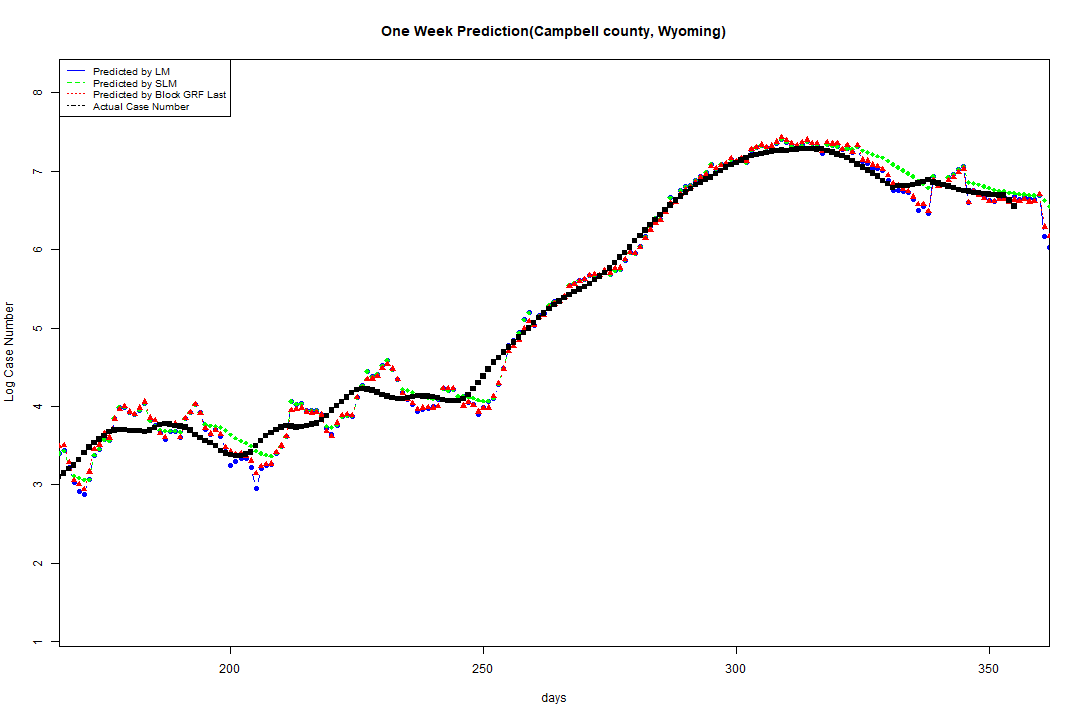 One Week Prediction(Campbell county, Wyoming)
Predicted by LM
Predicted by SLM
Predicted by Block GRF Last
Actual Case Number
8
7
6
5
4
3
2
1
Log Case Number
200
250
300
350
days